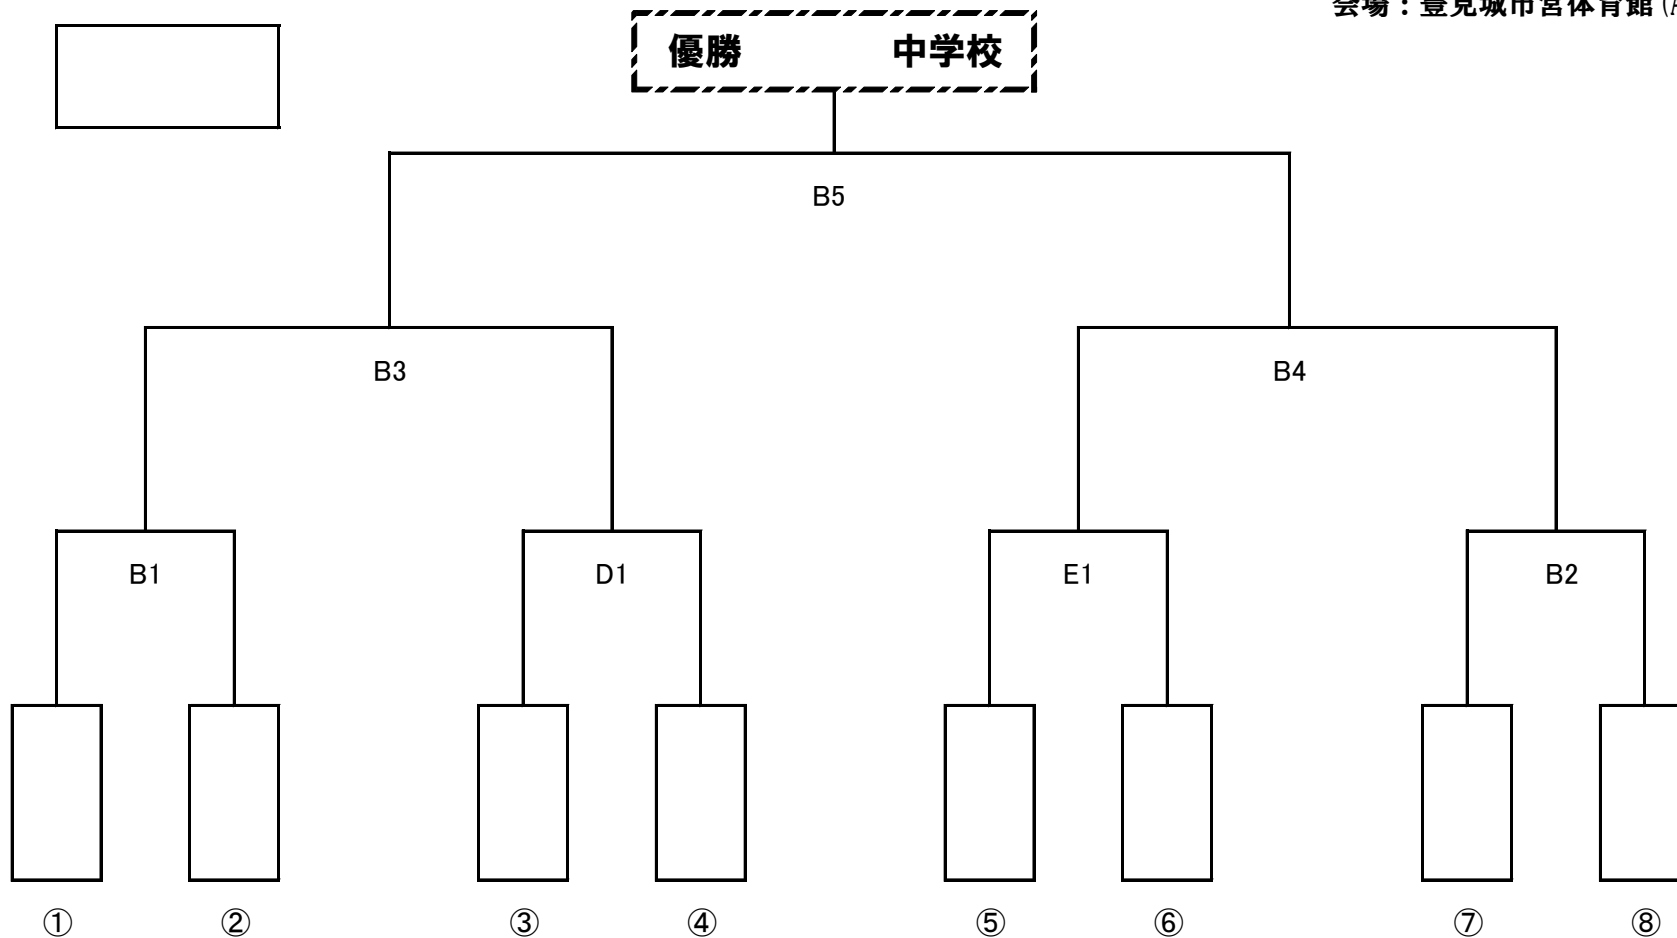 会場：豊見城市営体育館
優勝 中学校
B5
B3 B4
B1 D1 E1 B2
① ② ③ ④ ⑤ ⑥ ⑦ ⑧